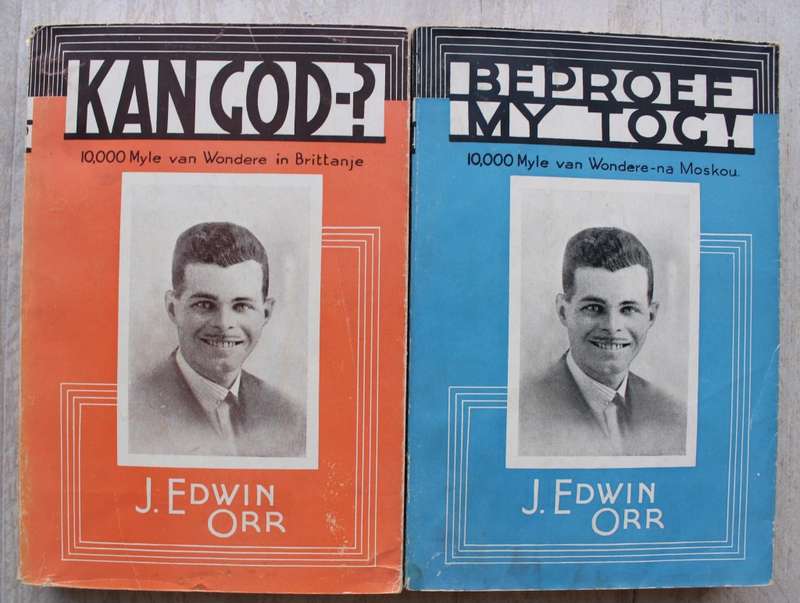 KAN GOD-?
10,000 Myle van Wondere in Brittanje
J. EDWIN
ORR
BEPROEF
MY TOG!
10,000 Myle van Wondere-na Moskou.
J. EDWIN
ORR